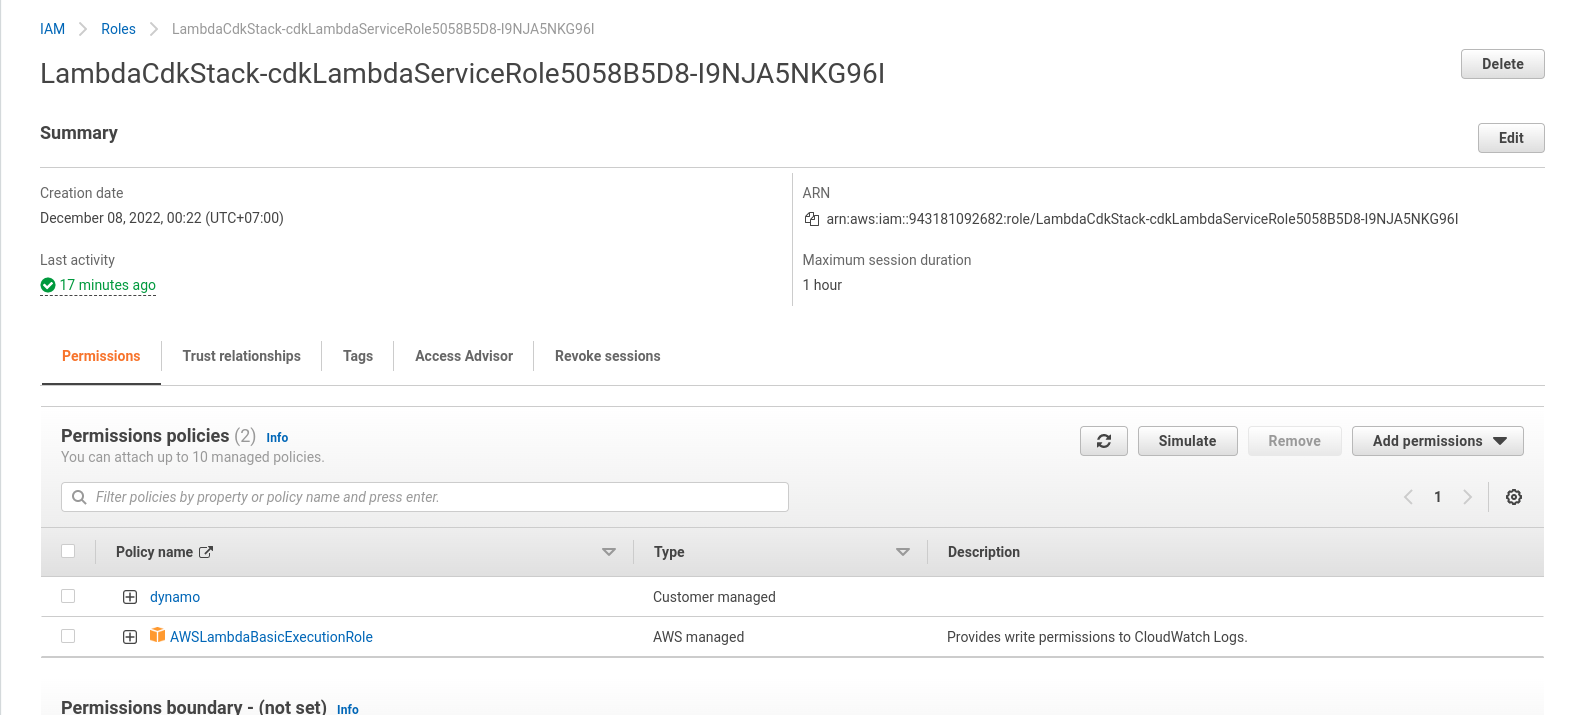 IAM > Roles > LambdaCdkStack-cdkLambdaServiceRole5058B5D8-I9NJA5NKG96I
LambdaCdkStack-cdkLambdaServiceRole5058B5D8-I9NJA5NKG96I
Delete
Summary
Edit
Creation date
December 08, 2022, 00:22 (UTC+07:00)
ARN
arn:aws:iam::943181092682:role/LambdaCdkStack-cdkLambdaServiceRole5058B5D8-I9NJA5NKG96I
Last activity
17 minutes ago
Maximum session duration
1 hour
Permissions Trust relationships Tags Access Advisor Revoke sessions
Permissions policies (2) Info
You can attach up to 10 managed policies.
Simulate Remove Add permissions
Filter policies by property or policy name and press enter.
1
Policy name Type Description
dynamo Customer managed
AWSLambdaBasicExecutionRole AWS managed Provides write permissions to CloudWatch Logs.
Permissions boundary - (not set) Info